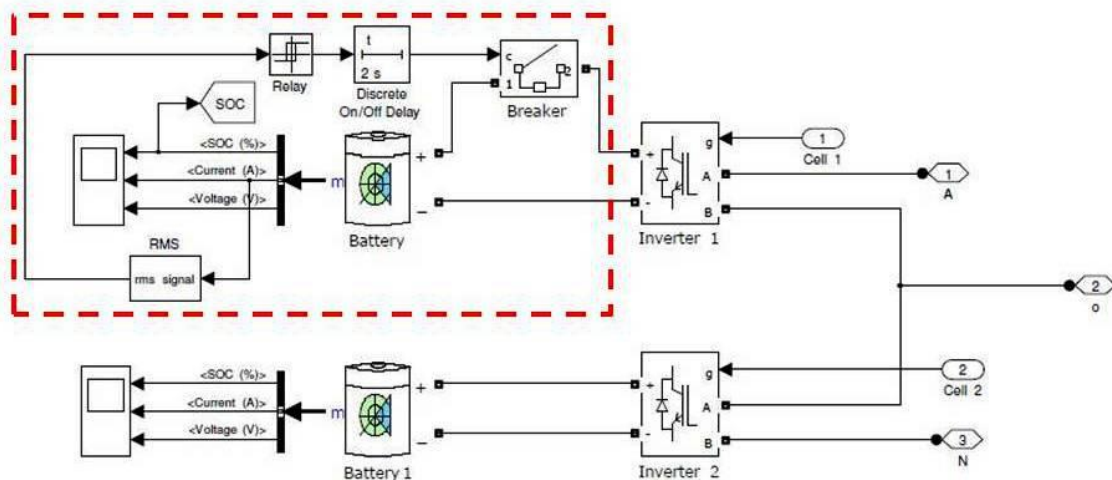 t
2 s
Relay
Discrete
On/Off Delay
c
1
2
Breaker
SOC
<SOC (%)>
<Current (A)>
<Voltage (V)>
m
+
−
Battery
RMS
rms signal
+
-
g
A
B
Inverter 1
1
Cell 1
1
A
2
o
<SOC (%)>
<Current (A)>
<Voltage (V)>
m
+
−
Battery 1
+
-
g
A
B
Inverter 2
2
Cell 2
3
N